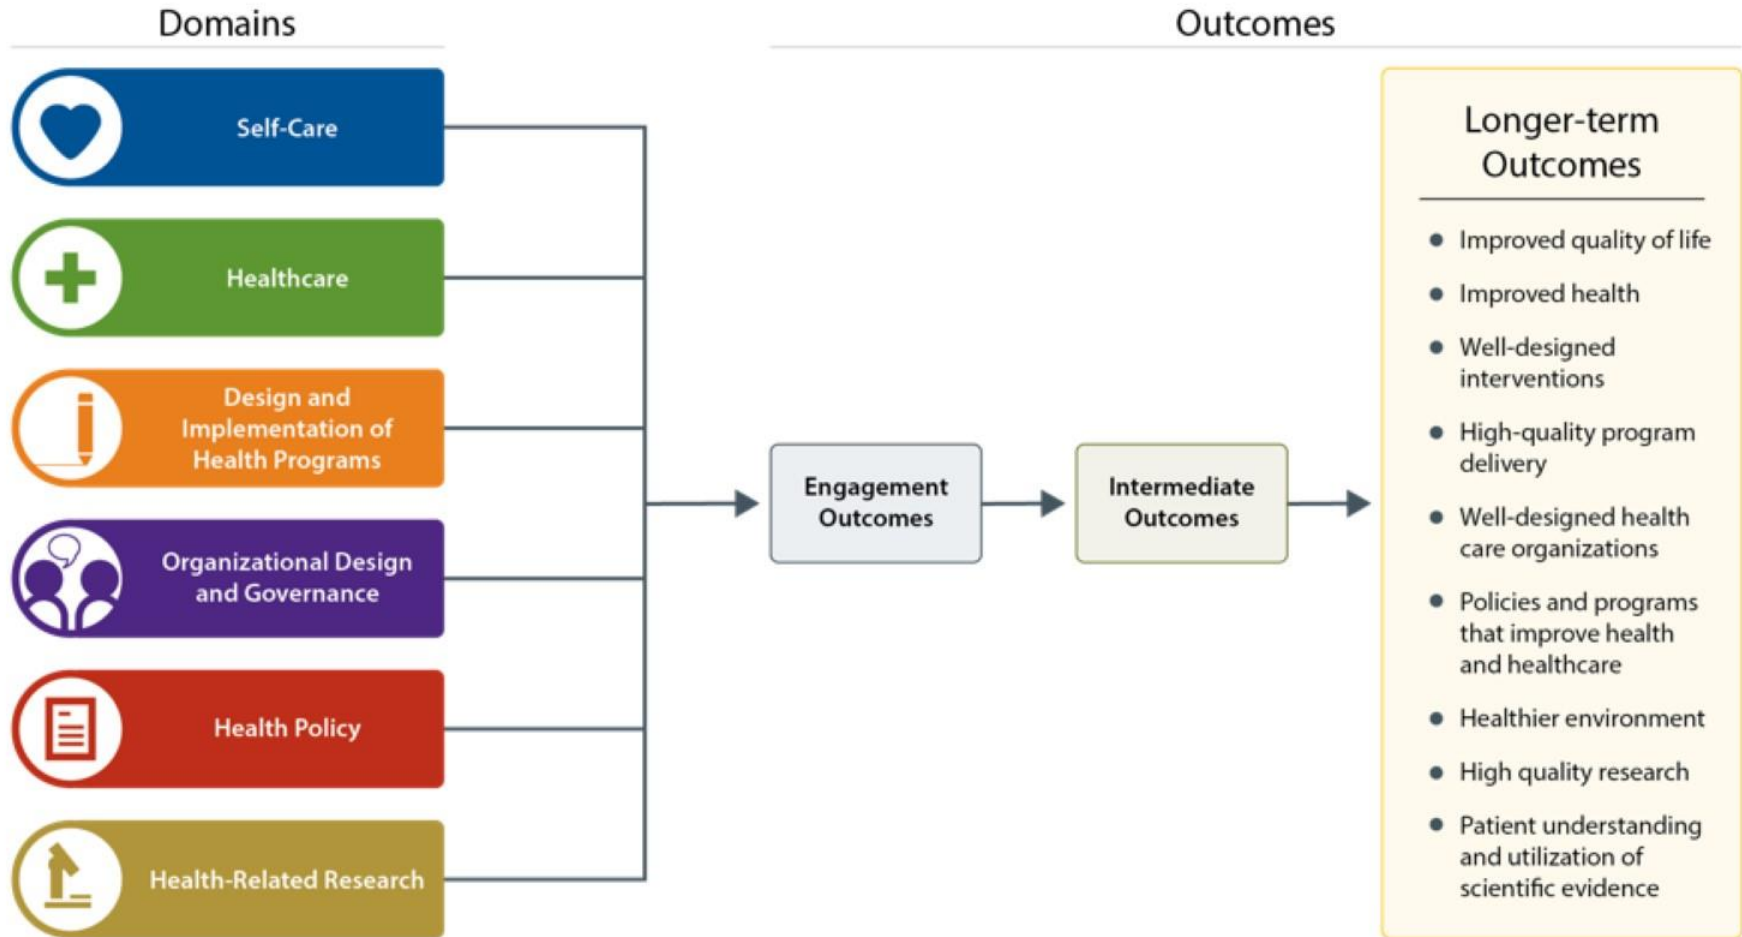 Domains
Self-Care
Healthcare
Design and
Implementation of
Health Programs
Organizational Design
and Governance
Health Policy
Health-Related Research
Outcomes
Engagement
Outcomes
Intermediate
Outcomes
Longer-term
Outcomes
Improved quality of life
Improved health
Well-designed
interventions
High-quality program
delivery
Well-designed health
care organizations
Policies and programs
that improve health
and healthcare
Healthier environment
High quality research
Patient understanding
and utilization of
scientific evidence